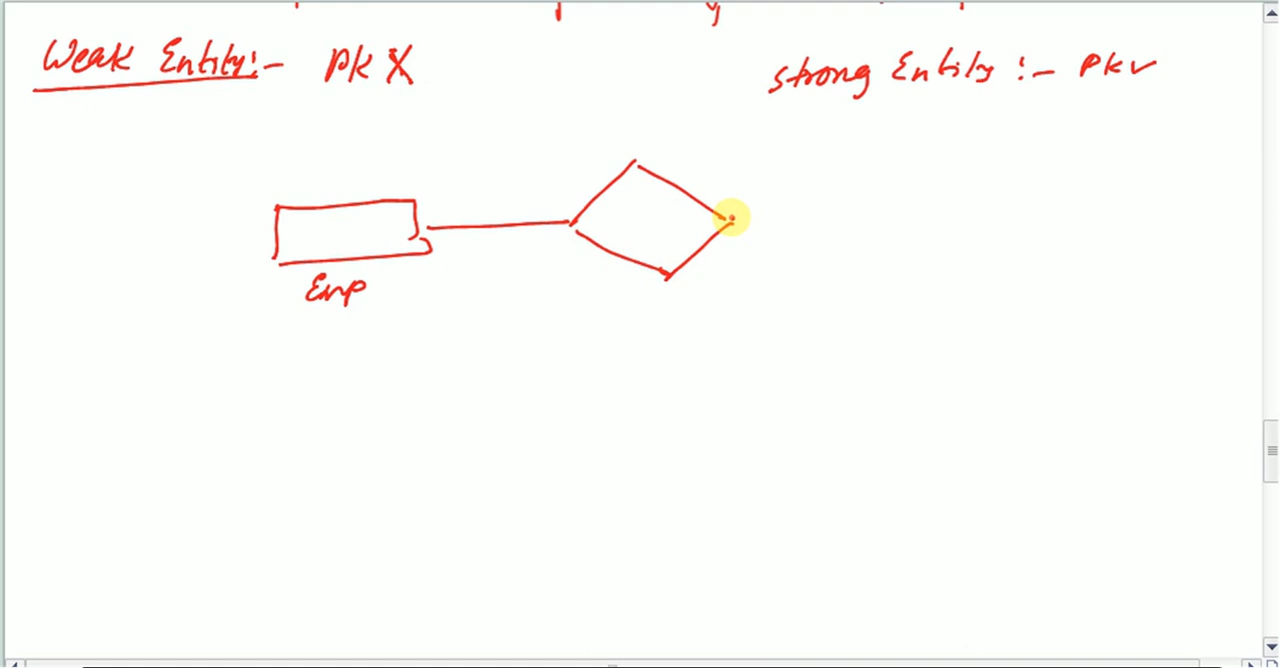 Weak Entity:- PK X
strong Entity :- PK✓
Emp